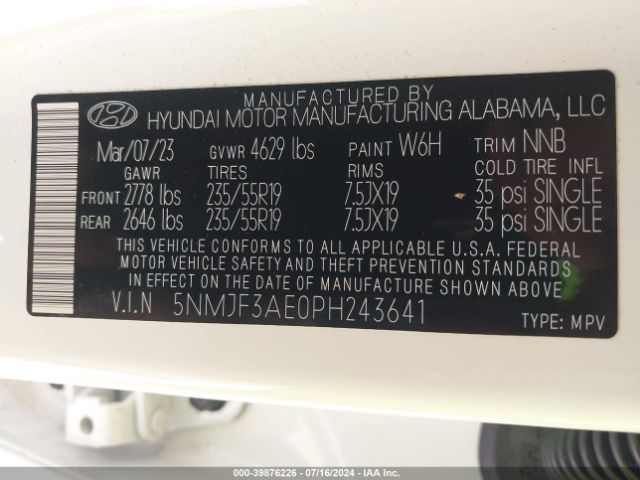 MANUFACTURED BY
HYUNDAI MOTOR MANUFACTURING ALABAMA, LLC
Mar/07/23 GVWR 4629 lbs PAINT W6H TRIM NNB
GAWR TIRES RIMS COLD TIRE INFL
FRONT 2778 lbs 235/55R19 7.5JX19 35 psi SINGLE
REAR 2646 lbs 235/55R19 7.5JX19 35 psi SINGLE
THIS VEHICLE CONFORMS TO ALL APPLICABLE U.S.A. FEDERAL
MOTOR VEHICLE SAFETY AND THEFT PREVENTION STANDARDS
IN EFFECT ON THE DATE OF MANUFACTURE SHOWN ABOVE.
V.I.N 5NMJF3AE0PH243641
TYPE: MPV
000-39876226 - 07/16/2024 - IAA Inc.